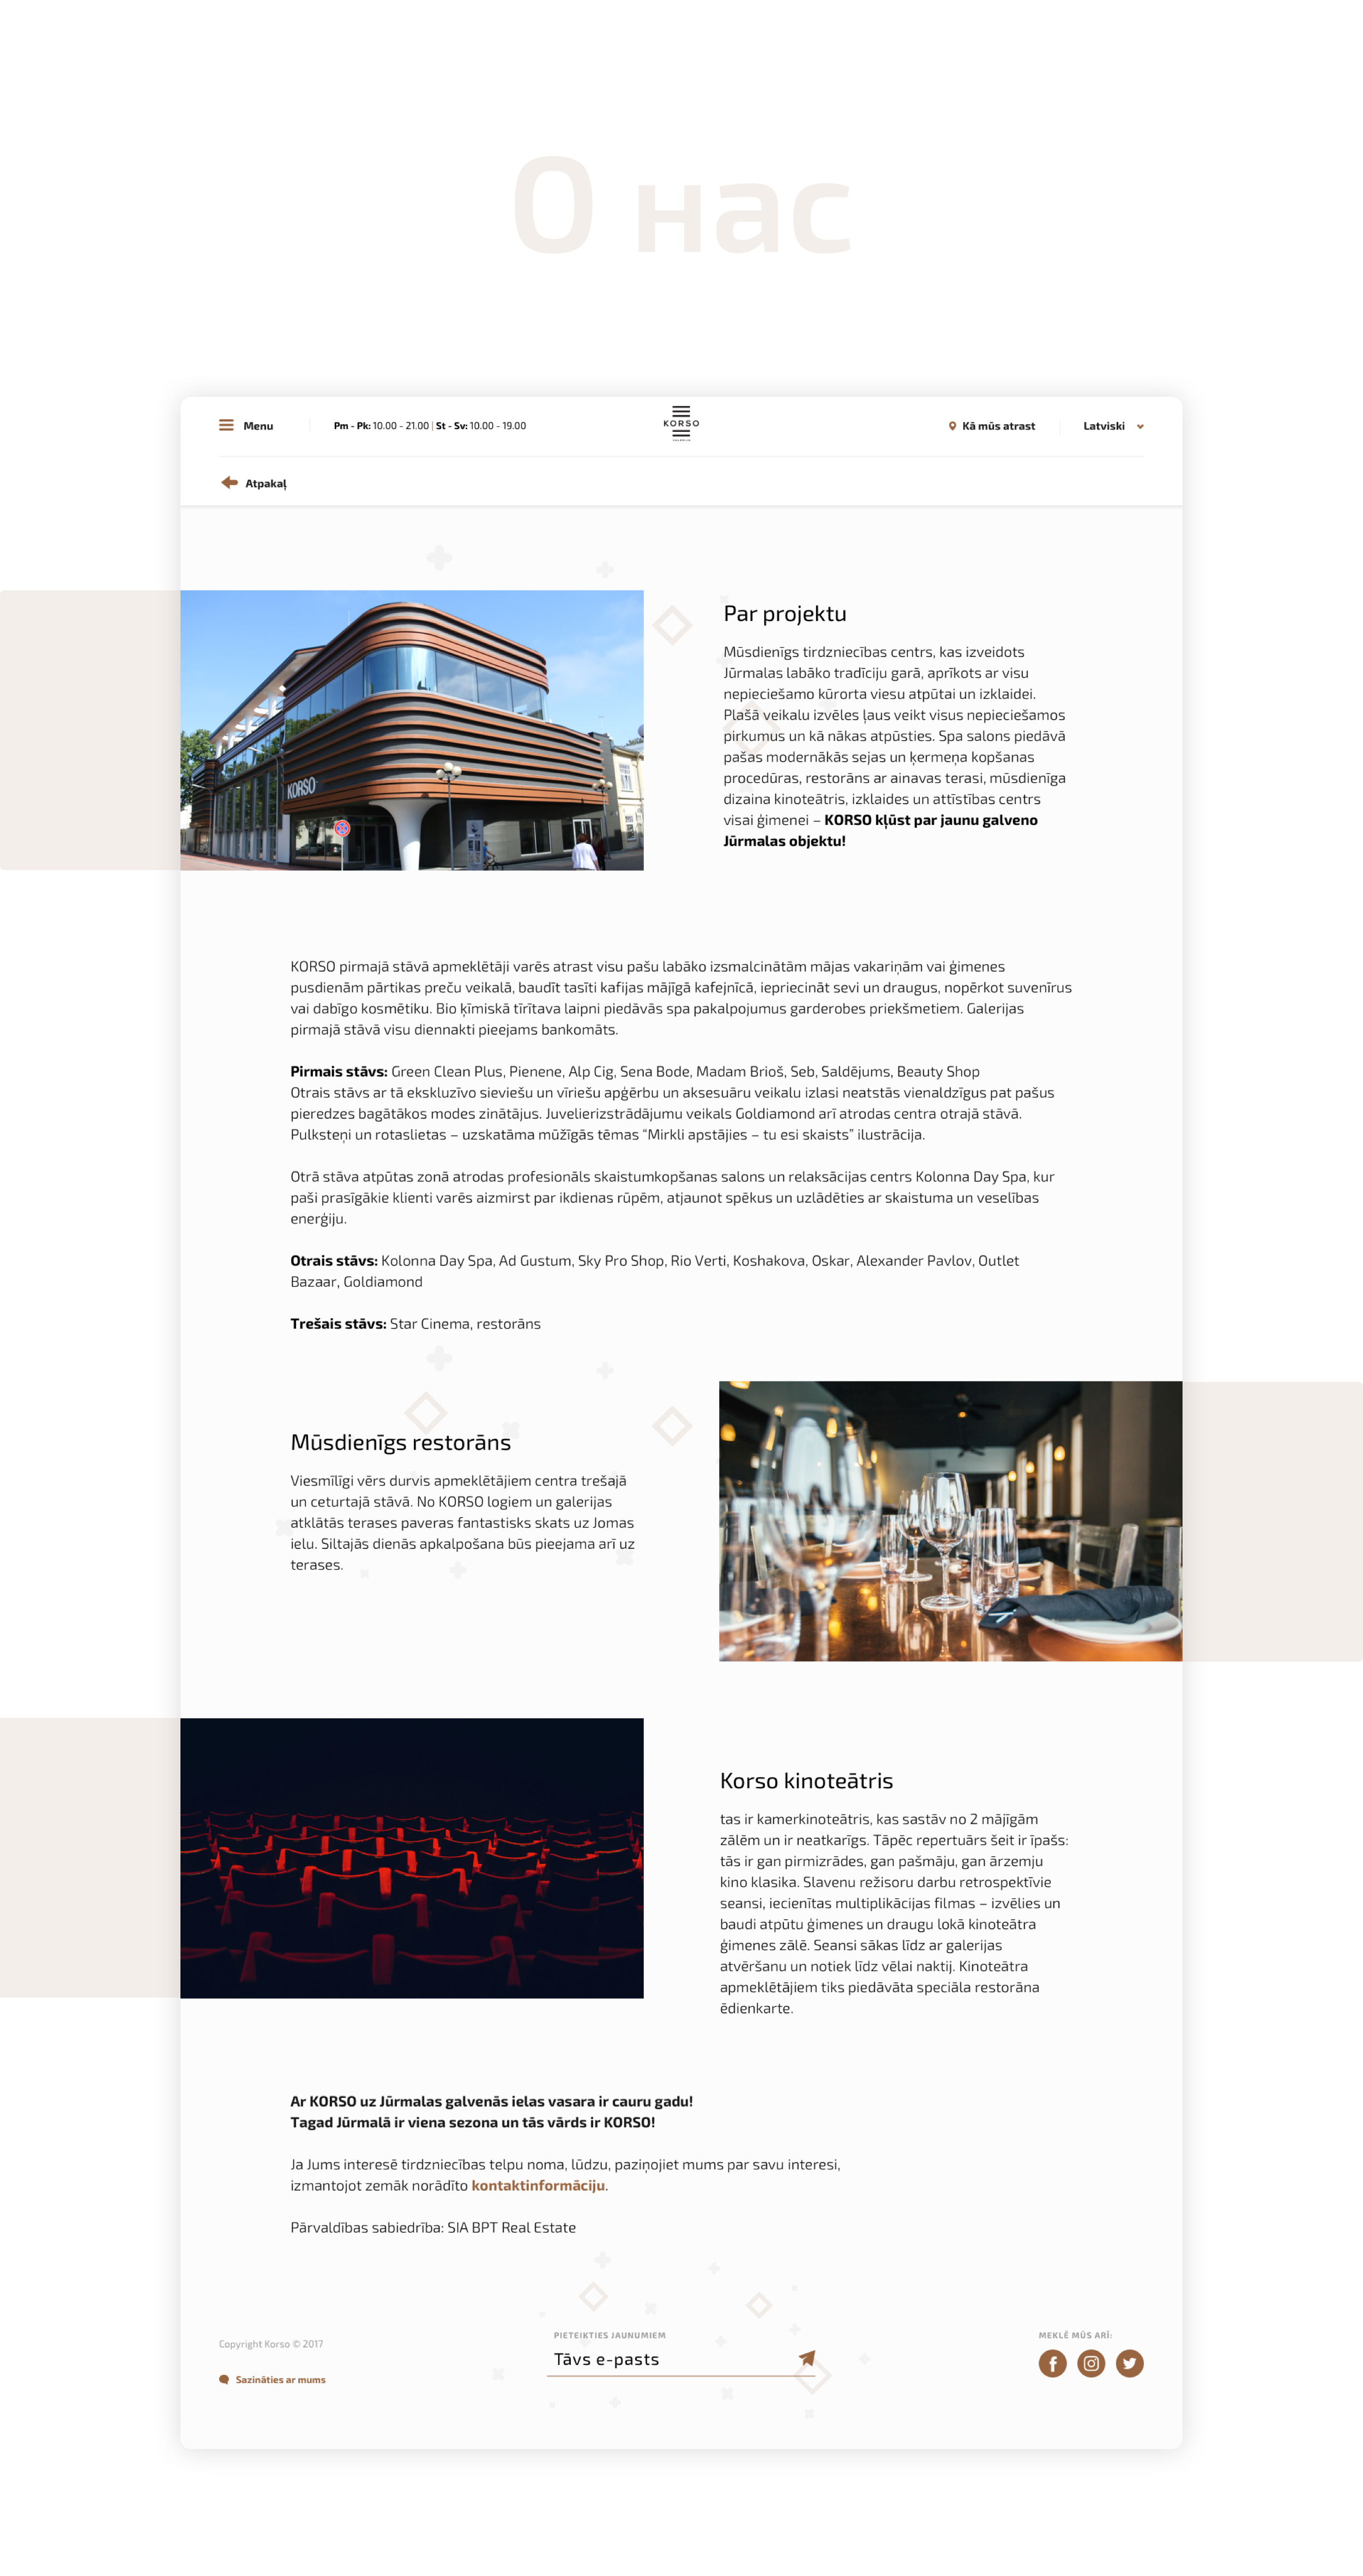 О нас
Menu
Pm - Pk: 10.00 - 21.00 | St - Sv: 10.00 - 19.00
KORSO
Kā mūs atrast
Latviski
Atpakaļ
KORSO
Par projektu
Mūsdienīgs tirdzniecības centrs, kas izveidots
Jūrmalas labāko tradīciju garā, aprīkots ar visu
nepieciešamo kūrorta viesu atpūtai un izklaidei.
Plašā veikalu izvēles ļaus veikt visus nepieciešamos
pirkumus un kā nākas atpūsties. Spa salons piedāvā
pašas modernākās sejas un ķermeņa kopšanas
procedūras, restorāns ar ainavas terasi, mūsdienīga
dizaina kinoteātris, izklaides un attīstības centrs
visai ģimenei – KORSO kļūst par jaunu galveno
Jūrmalas objektu!
KORSO pirmajā stāvā apmeklētāji varēs atrast visu pašu labāko izsmalcinātām mājas vakariņām vai ģimenes
pusdienām pārtikas preču veikalā, baudīt tasīti kafijas mājīgā kafejnīcā, iepriecināt sevi un draugus, nopērkot suvenīrus
vai dabīgo kosmētiku. Bio ķīmiskā tīrītava laipni piedāvās spa pakalpojumus garderobes priekšmetiem. Galerijas
pirmajā stāvā visu diennakti pieejams bankomāts.
Pirmais stāvs: Green Clean Plus, Pienene, Alp Cig, Sena Bode, Madam Brioš, Seb, Saldējums, Beauty Shop
Otrais stāvs ar tā ekskluzīvo sieviešu un vīriešu apģērbu un aksesuāru veikalu izlasi neatstās vienaldzīgus pat pašus
pieredzes bagātākos modes zinātājus. Juvelierizstrādājumu veikals Goldiamond arī atrodas centra otrajā stāvā.
Pulksteņi un rotaslietas – uzskatāma mūžīgās tēmas “Mirkli apstājies – tu esi skaists” ilustrācija.
Otrā stāva atpūtas zonā atrodas profesionāls skaistumkopšanas salons un relaksācijas centrs Kolonna Day Spa, kur
paši prasīgākie klienti varēs aizmirst par ikdienas rūpēm, atjaunot spēkus un uzlādēties ar skaistuma un veselības
enerģiju.
Otrais stāvs: Kolonna Day Spa, Ad Gustum, Sky Pro Shop, Rio Verti, Koshakova, Oskar, Alexander Pavlov, Outlet
Bazaar, Goldiamond
Trešais stāvs: Star Cinema, restorāns
Mūsdienīgs restorāns
Viesmīlīgi vērs durvis apmeklētājiem centra trešajā
un ceturtajā stāvā. No KORSO logiem un galerijas
atklātās terases paveras fantastisks skats uz Jomas
ielu. Siltajās dienās apkalpošana būs pieejama arī uz
terases.
Korso kinoteātris
tas ir kamerkinoteātris, kas sastāv no 2 mājīgām
zālēm un ir neatkarīgs. Tāpēc repertuārs šeit ir īpašs:
tās ir gan pirmizrādes, gan pašmāju, gan ārzemju
kino klasika. Slavenu režisoru darbu retrospektīvie
seansi, iecienītas multiplikācijas filmas – izvēlies un
baudi atpūtu ģimenes un draugu lokā kinoteātra
ģimenes zālē. Seansi sākas līdz ar galerijas
atvēršanu un notiek līdz vēlai naktij. Kinoteātra
apmeklētājiem tiks piedāvāta speciāla restorāna
ēdienkarte.
Ar KORSO uz Jūrmalas galvenās ielas vasara ir cauru gadu!
Tagad Jūrmalā ir viena sezona un tās vārds ir KORSO!
Ja Jums interesē tirdzniecības telpu noma, lūdzu, paziņojiet mums par savu interesi,
izmantojot zemāk norādīto kontaktinformāciju.
Pārvaldības sabiedrība: SIA BPT Real Estate
Copyright Korso © 2017
Sazināties ar mums
PIETEIKTIES JAUNUMIEM
Tāvs e-pasts
MEKLĒ MŪS ARĪ: